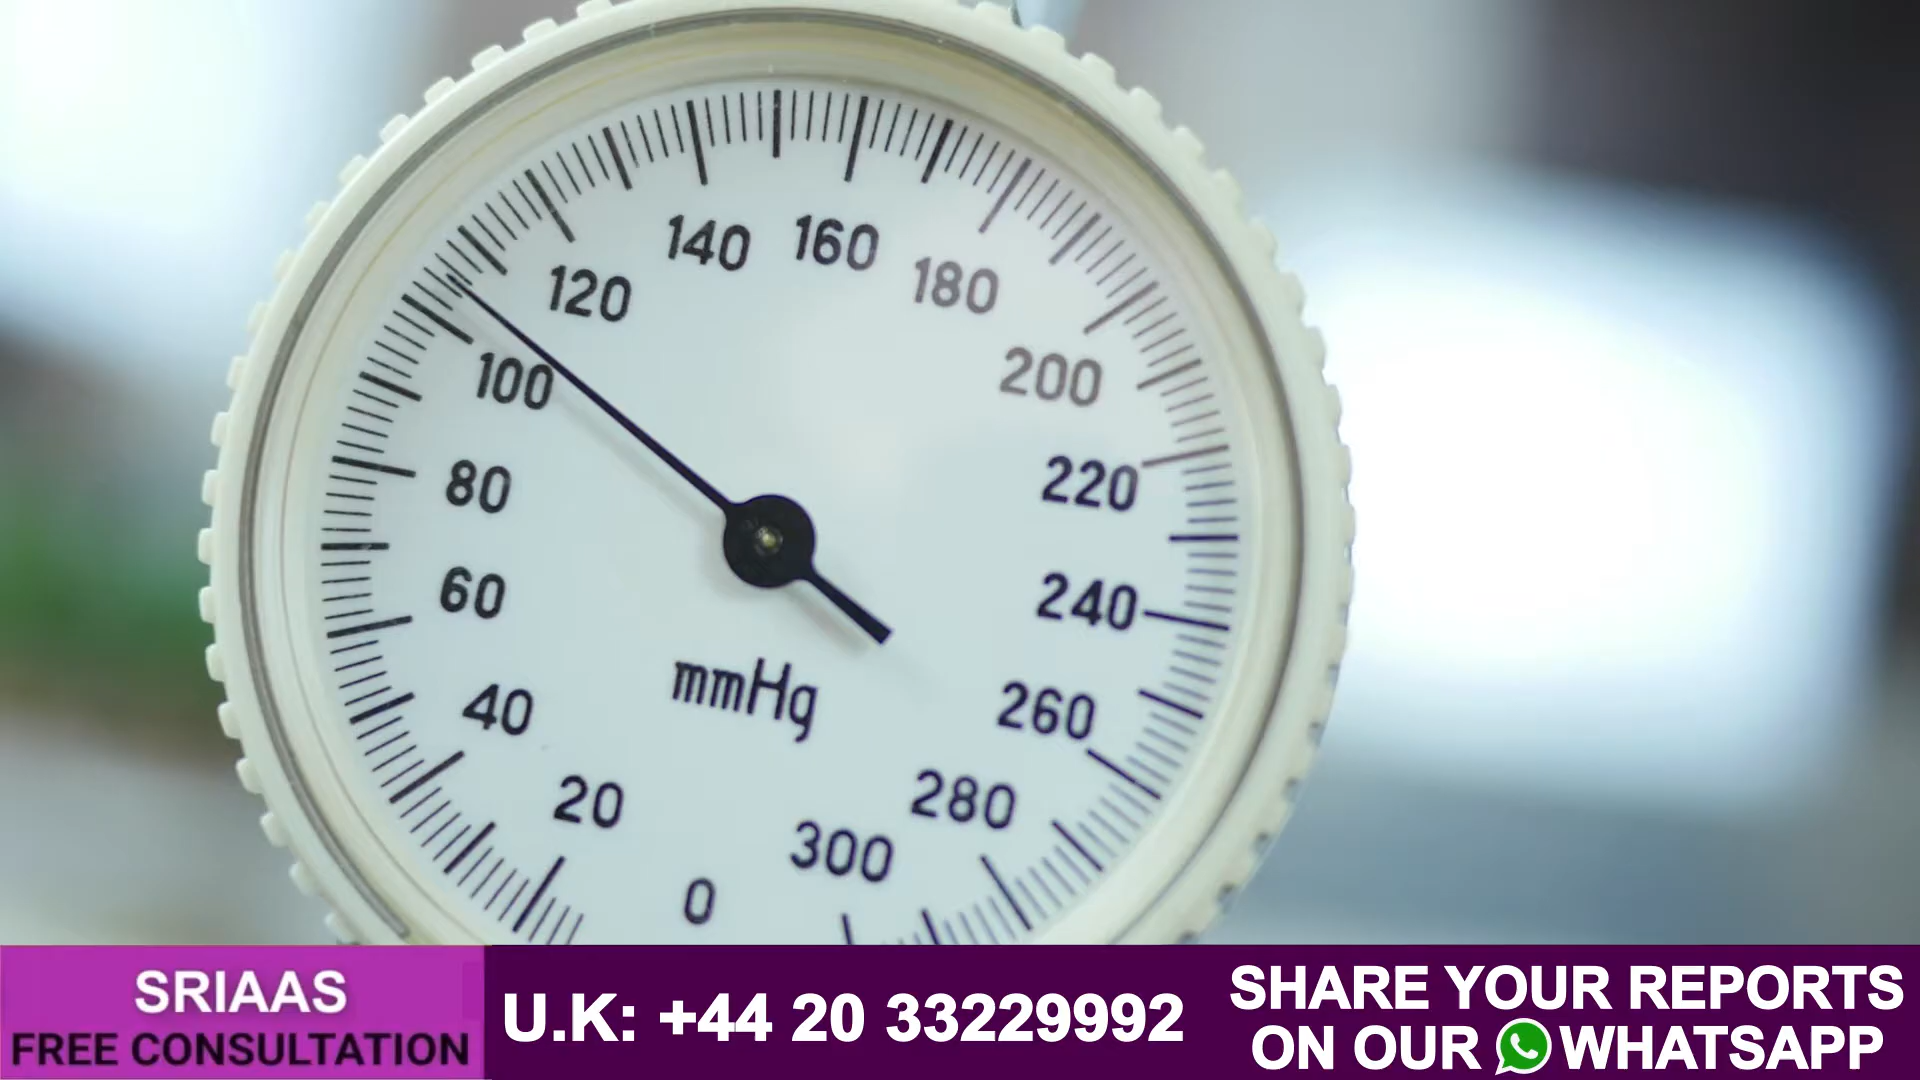 140 160
120 180
100 200
80 220
60 240
40 260
mmHg
20 280
0 300
SRIAAS
FREE CONSULTATION
U.K: +44 20 33229992
SHARE YOUR REPORTS
ON OUR WHATSAPP